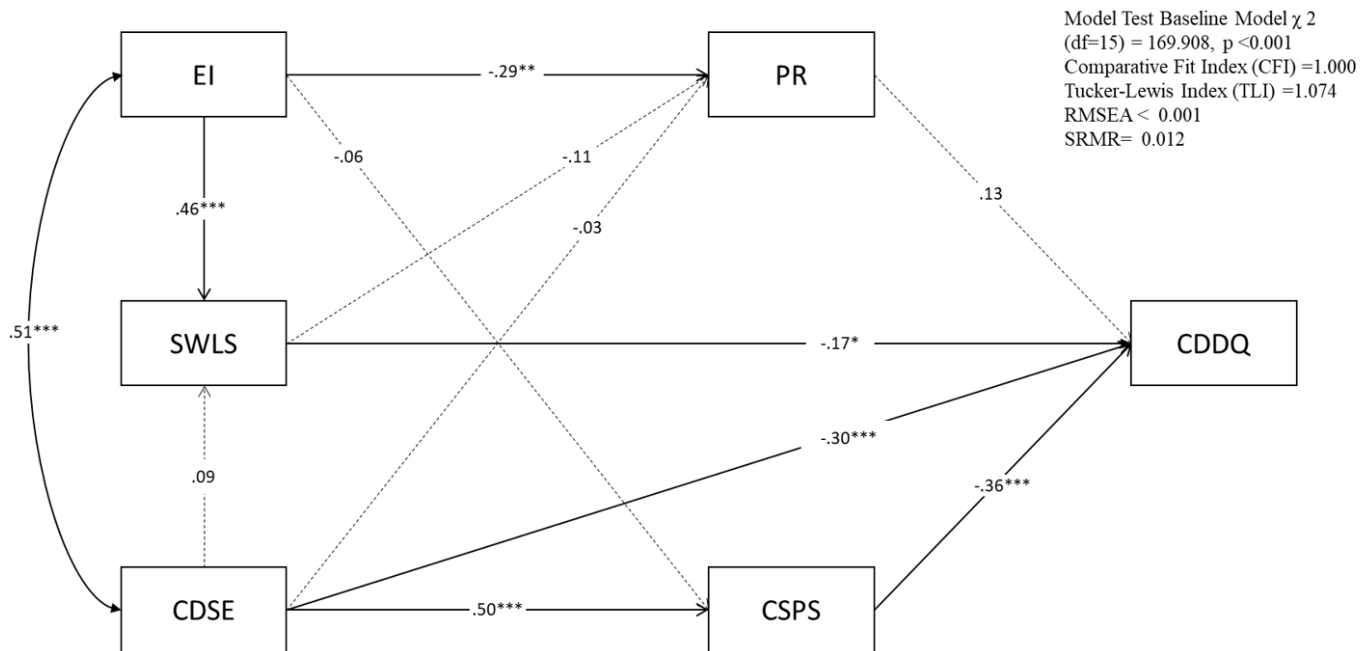 Model Test Baseline Model χ 2
(df=15) = 169.908, p <0.001
Comparative Fit Index (CFI) =1.000
Tucker-Lewis Index (TLI) =1.074
RMSEA < 0.001
SRMR= 0.012
EI
-.29**
PR
-.06
-.11
.13
.46***
-.03
.51***
SWLS
-.17*
CDDQ
-.30***
.09
-.36***
CDSE
.50***
CSPS